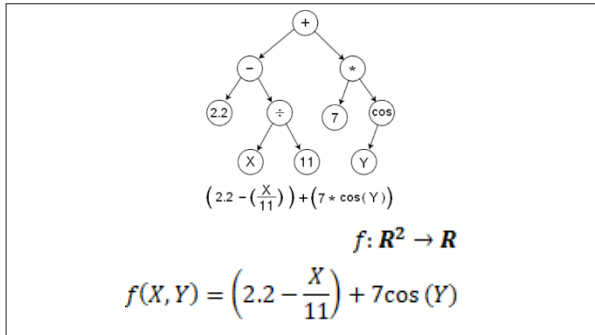 +
− *
2.2 ÷ 7 cos
X 11 Y
(2.2 − (X/11)) + (7 * cos(Y))
f: R² → R
f(X,Y) = (2.2 − X/11) + 7cos (Y)